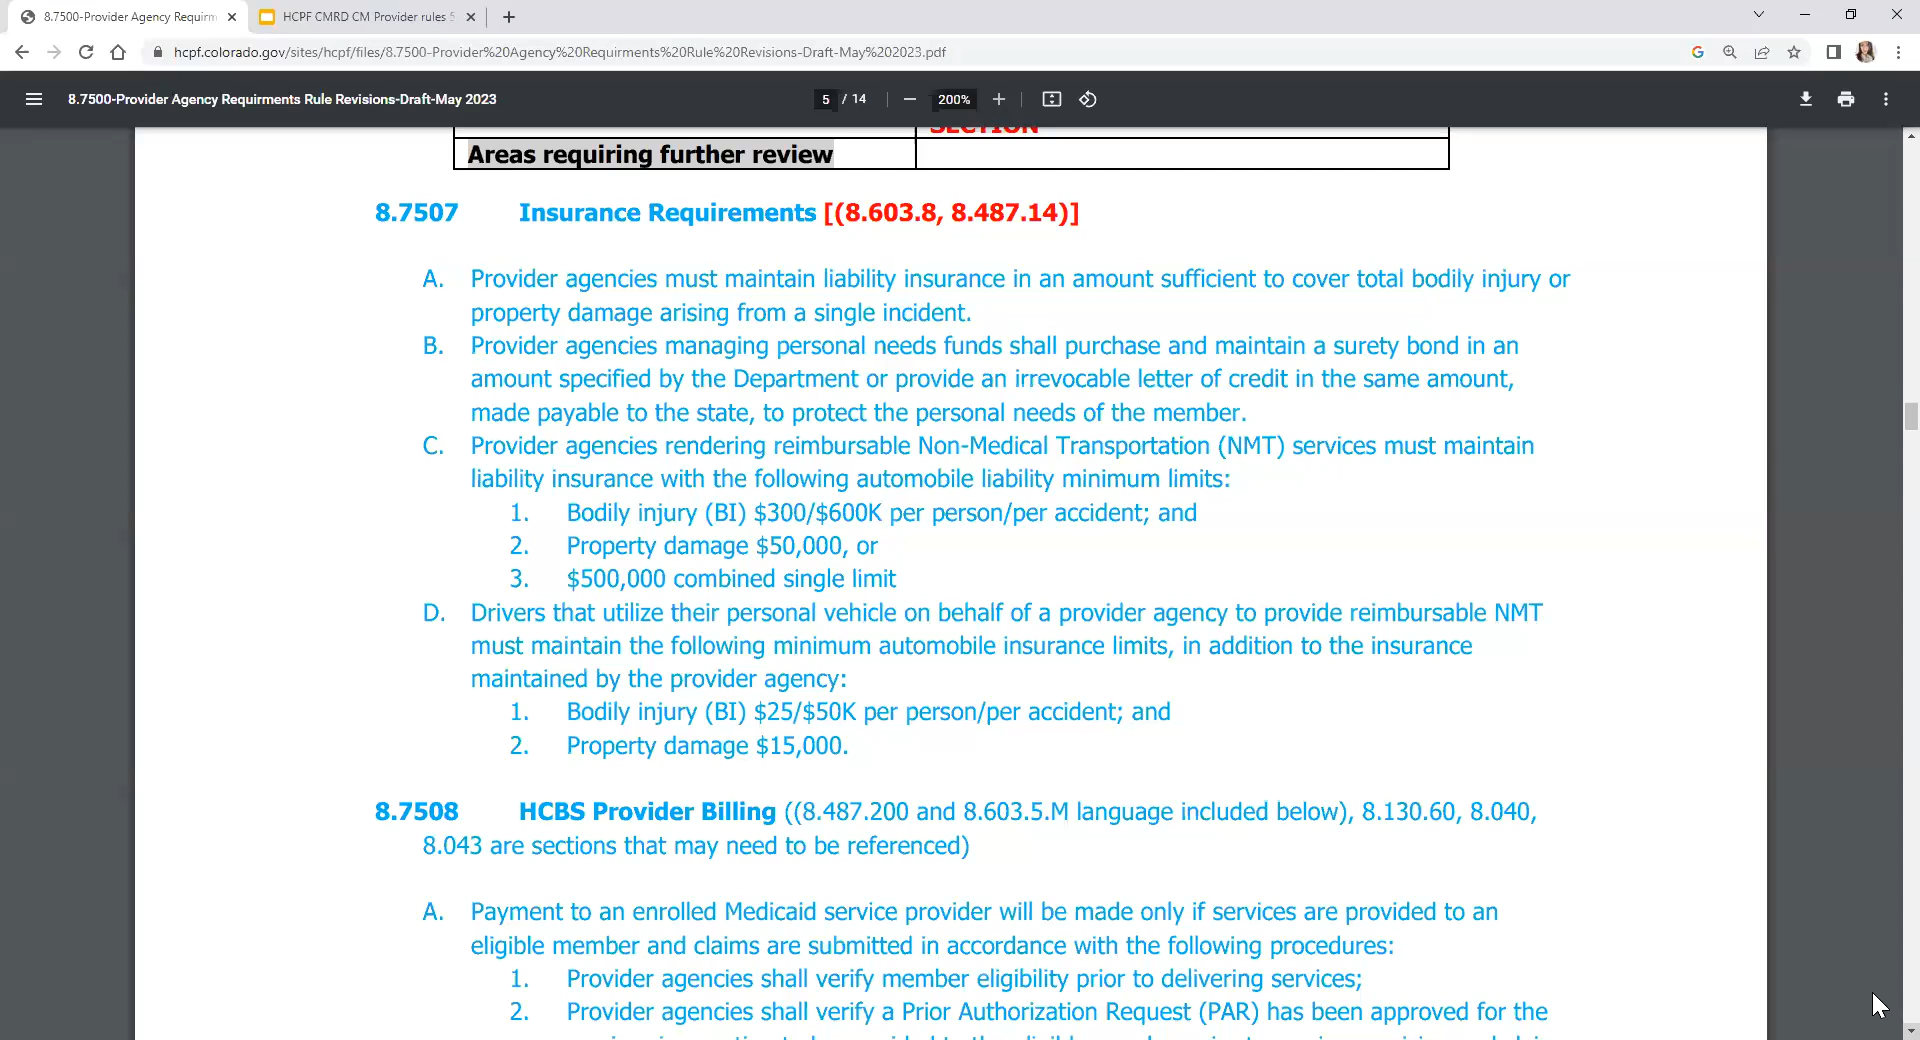 8.7500-Provider Agency Requirm
HCPF CMRD CM Provider rules 5
hcpf.colorado.gov/sites/hcpf/files/8.7500-Provider%20Agency%20Requirments%20Rule%20Revisions-Draft-May%202023.pdf
8.7500-Provider Agency Requirments Rule Revisions-Draft-May 2023
5 / 14
200%
SECTION
Areas requiring further review
8.7507 Insurance Requirements [(8.603.8, 8.487.14)]
A. Provider agencies must maintain liability insurance in an amount sufficient to cover total bodily injury or
property damage arising from a single incident.
B. Provider agencies managing personal needs funds shall purchase and maintain a surety bond in an
amount specified by the Department or provide an irrevocable letter of credit in the same amount,
made payable to the state, to protect the personal needs of the member.
C. Provider agencies rendering reimbursable Non-Medical Transportation (NMT) services must maintain
liability insurance with the following automobile liability minimum limits:
1. Bodily injury (BI) $300/$600K per person/per accident; and
2. Property damage $50,000, or
3. $500,000 combined single limit
D. Drivers that utilize their personal vehicle on behalf of a provider agency to provide reimbursable NMT
must maintain the following minimum automobile insurance limits, in addition to the insurance
maintained by the provider agency:
1. Bodily injury (BI) $25/$50K per person/per accident; and
2. Property damage $15,000.
8.7508 HCBS Provider Billing ((8.487.200 and 8.603.5.M language included below), 8.130.60, 8.040,
8.043 are sections that may need to be referenced)
A. Payment to an enrolled Medicaid service provider will be made only if services are provided to an
eligible member and claims are submitted in accordance with the following procedures:
1. Provider agencies shall verify member eligibility prior to delivering services;
2. Provider agencies shall verify a Prior Authorization Request (PAR) has been approved for the